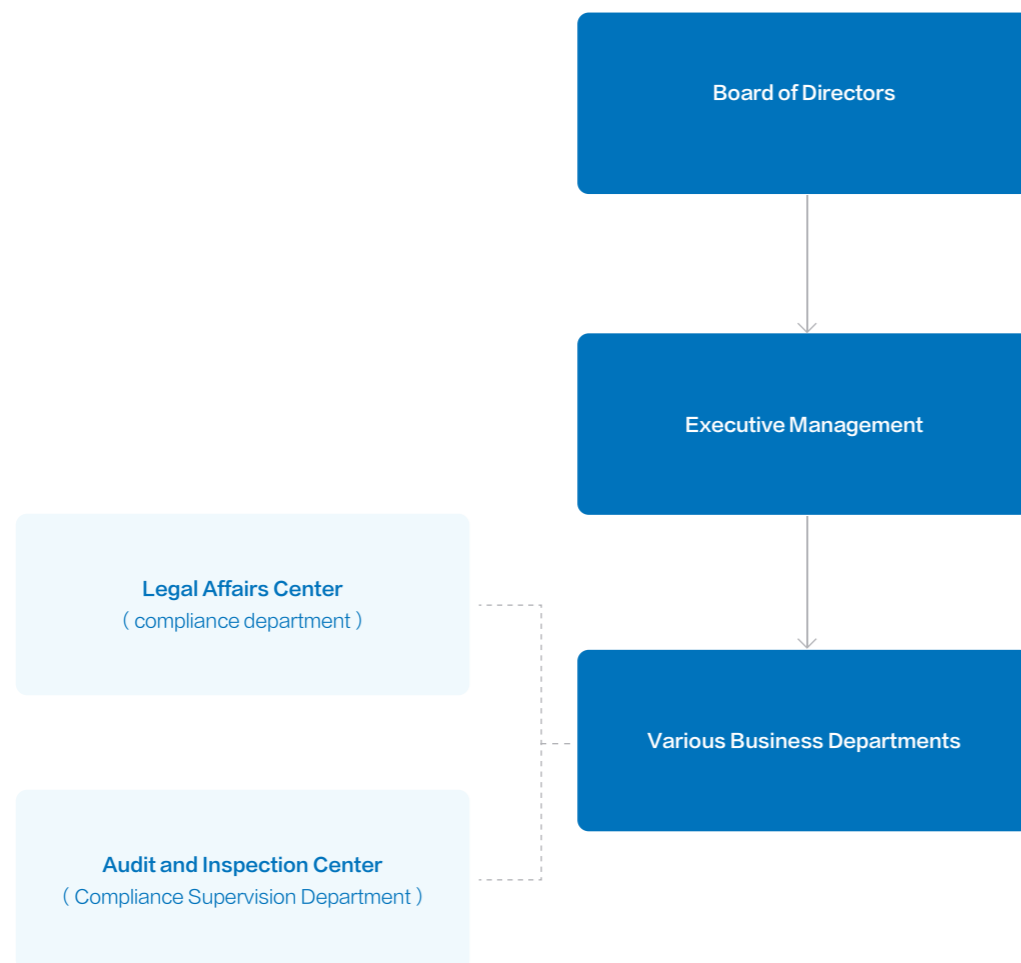 Board of Directors
Executive Management
Legal Affairs Center
( compliance department )
Various Business Departments
Audit and Inspection Center
( Compliance Supervision Department )